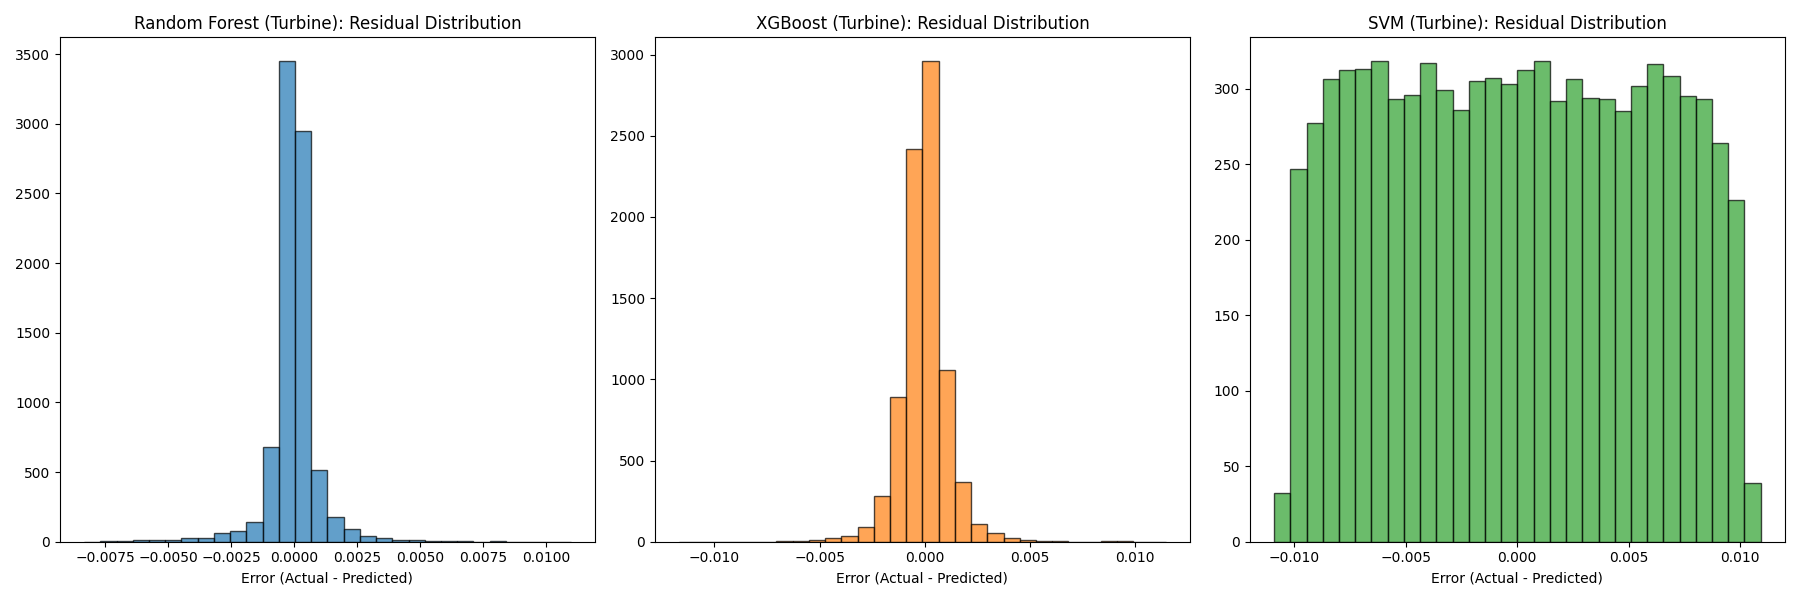 Random Forest (Turbine): Residual Distribution
3500
3000
2500
2000
1500
1000
500
0
−0.0075 −0.0050 −0.0025 0.0000 0.0025 0.0050 0.0075 0.0100
Error (Actual - Predicted)
XGBoost (Turbine): Residual Distribution
3000
2500
2000
1500
1000
500
0
−0.010 −0.005 0.000 0.005 0.010
Error (Actual - Predicted)
SVM (Turbine): Residual Distribution
300
250
200
150
100
50
0
−0.010 −0.005 0.000 0.005 0.010
Error (Actual - Predicted)